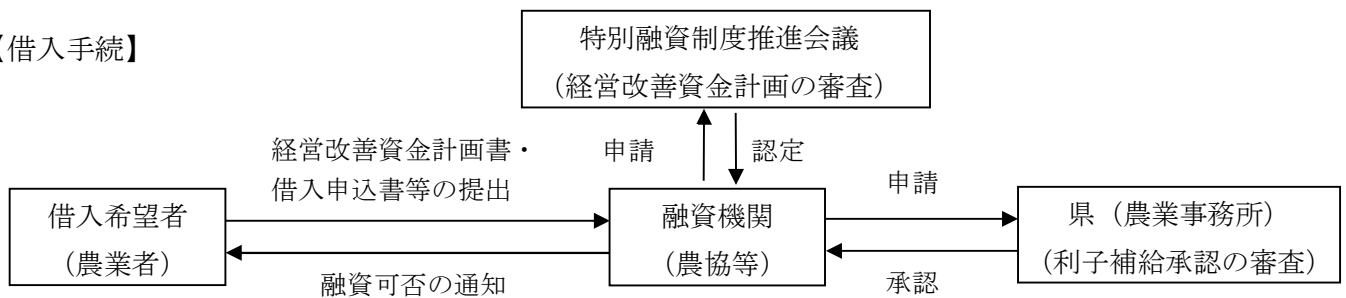 【借入手続】
特別融資制度推進会議
（経営改善資金計画の審査）
経営改善資金計画書・
借入申込書等の提出
申請
認定
借入希望者
（農業者）
融資機関
（農協等）
申請
県（農業事務所）
（利子補給承認の審査）
融資可否の通知
承認